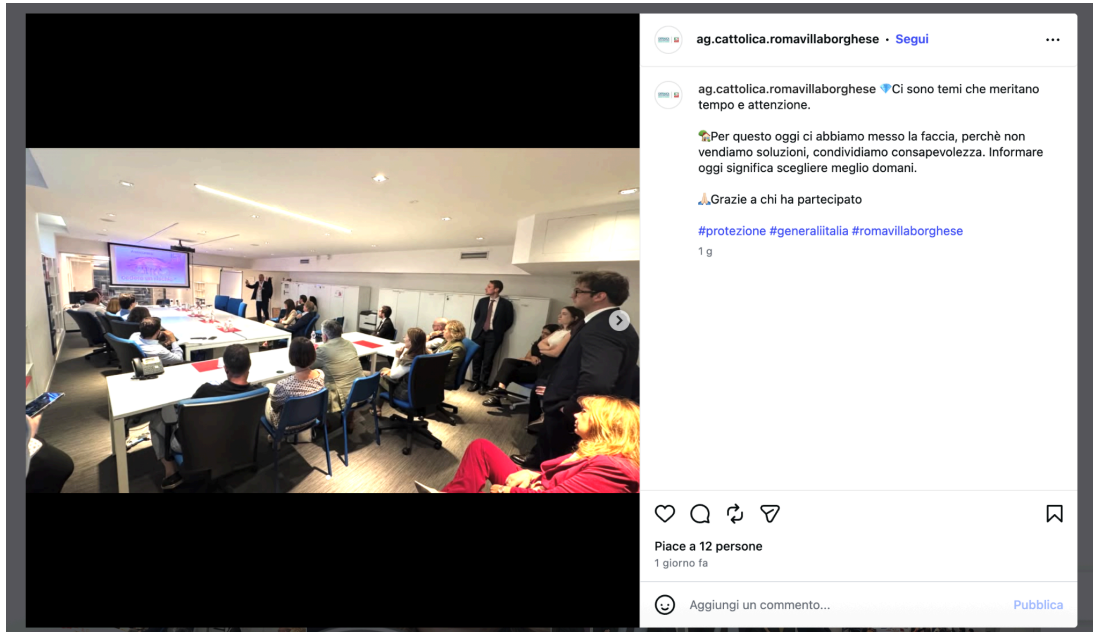 ag.cattolica.romavillaborghese • Segui
ag.cattolica.romavillaborghese 💎Ci sono temi che meritano
tempo e attenzione.
🏡Per questo oggi ci abbiamo messo la faccia, perchè non
vendiamo soluzioni, condividiamo consapevolezza. Informare
oggi significa scegliere meglio domani.
🙏🏻Grazie a chi ha partecipato
#protezione #generaliitalia #romavillaborghese
1 g
Piace a 12 persone
1 giorno fa
Aggiungi un commento...
Pubblica